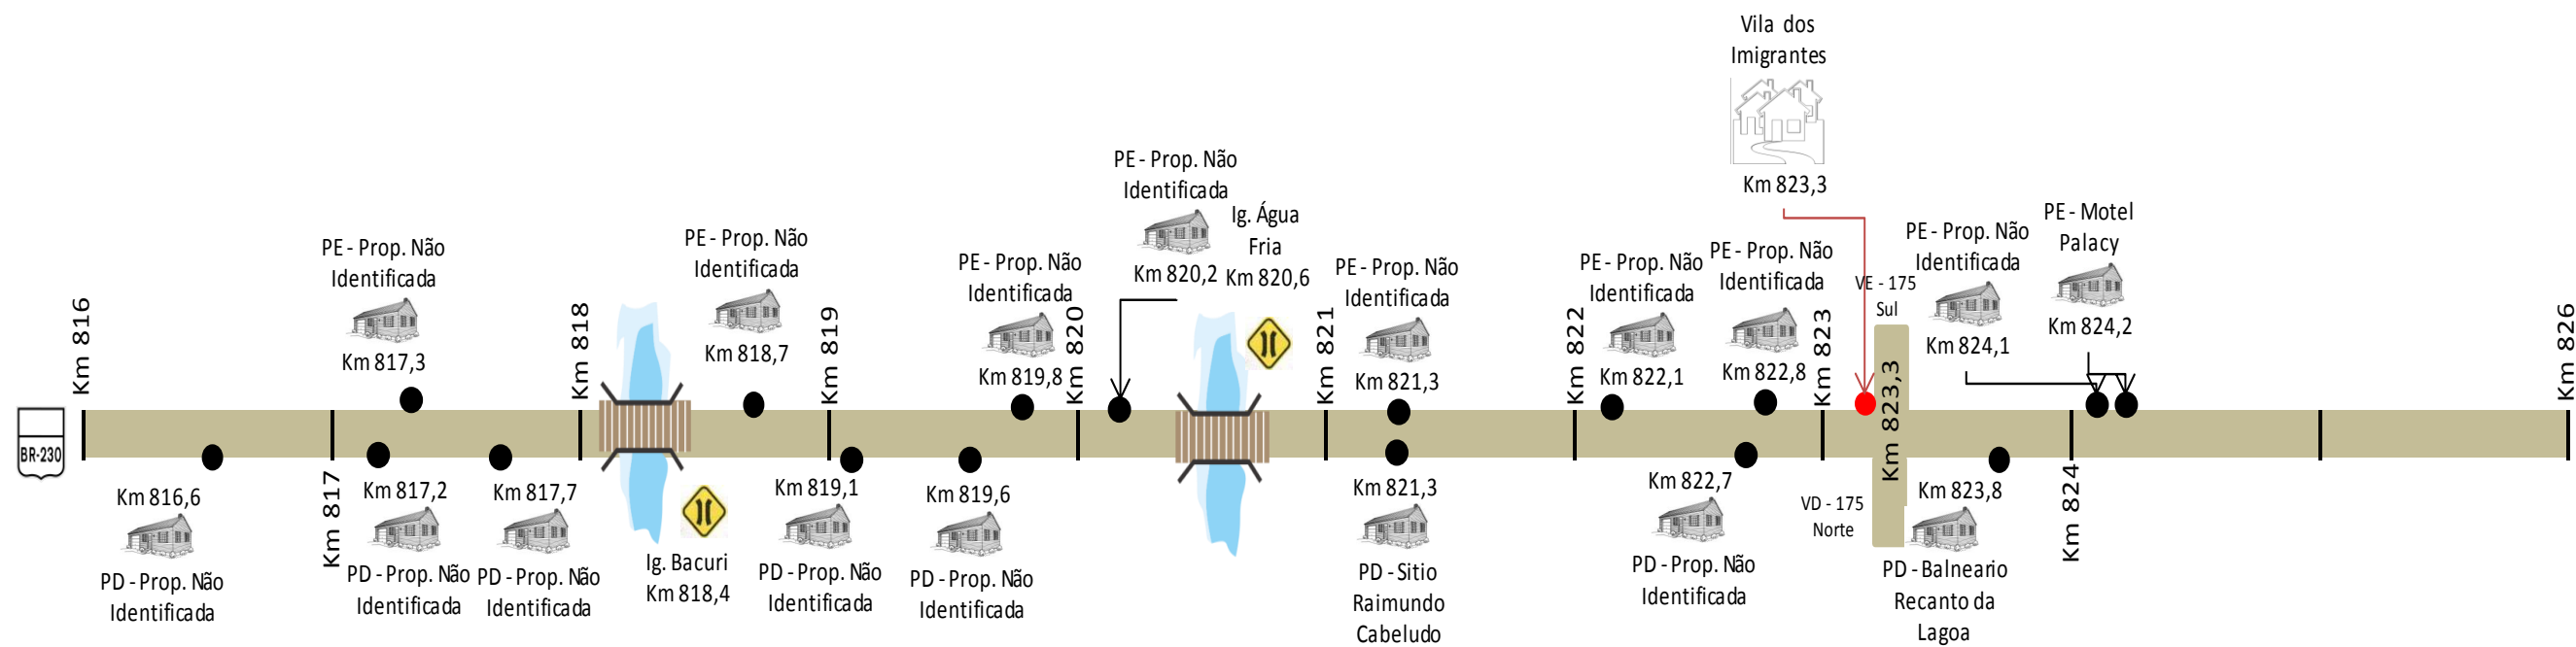 Vila dos
Imigrantes
Km 823,3
PE - Prop. Não
Identificada
Km 820,2
Ig. Água
Fria
Km 820,6
PE - Prop. Não
Identificada
Km 817,3
PE - Prop. Não
Identificada
Km 818,7
PE - Prop. Não
Identificada
Km 819,8
PE - Prop. Não
Identificada
Km 821,3
PE - Prop. Não
Identificada
Km 822,1
PE - Prop. Não
Identificada
Km 822,8
VE - 175
Sul
PE - Prop. Não
Identificada
Km 824,1
PE - Motel
Palacy
Km 824,2
Km 816
Km 818
Km 819
Km 820
Km 821
Km 822
Km 823
Km 823,3
Km 826
BR-230
Km 817
Km 824
Km 816,6
PD - Prop. Não
Identificada
Km 817,2
PD - Prop. Não
Identificada
Km 817,7
PD - Prop. Não
Identificada
Ig. Bacuri
Km 818,4
Km 819,1
PD - Prop. Não
Identificada
Km 819,6
PD - Prop. Não
Identificada
Km 821,3
PD - Sitio
Raimundo
Cabeludo
Km 822,7
PD - Prop. Não
Identificada
VD - 175
Norte
Km 823,8
PD - Balneario
Recanto da
Lagoa